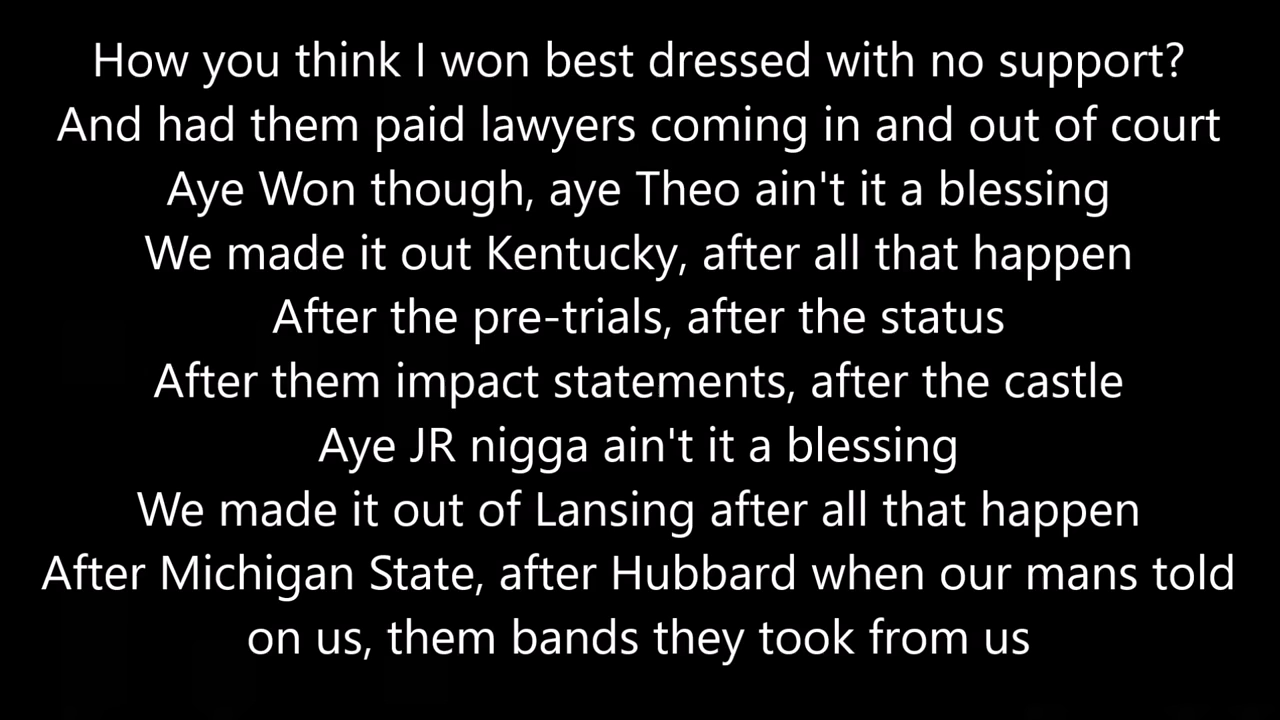 How you think I won best dressed with no support?
And had them paid lawyers coming in and out of court
Aye Won though, aye Theo ain't it a blessing
We made it out Kentucky, after all that happen
After the pre-trials, after the status
After them impact statements, after the castle
Aye JR nigga ain't it a blessing
We made it out of Lansing after all that happen
After Michigan State, after Hubbard when our mans told
on us, them bands they took from us